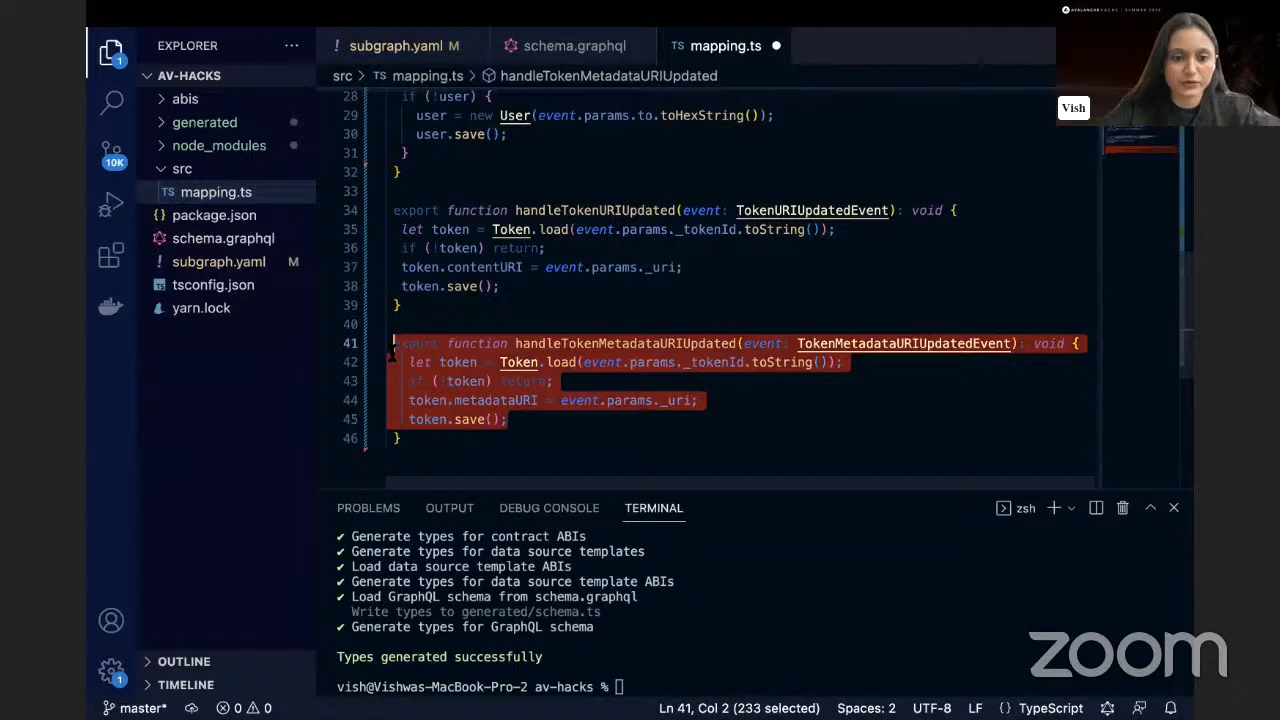 AVALANCHE HACKS | SUMMER 2022
Vish
1
10K
1
EXPLORER
AV-HACKS
abis
generated
node_modules
src
TS mapping.ts
{} package.json
schema.graphql
! subgraph.yaml M
tsconfig.json
yarn.lock
OUTLINE
TIMELINE
! subgraph.yaml M
schema.graphql
TS mapping.ts
src > TS mapping.ts > handleTokenMetadataURIUpdated
28 if (!user) {
29 user = new User(event.params.to.toHexString());
30 user.save();
31 }
32 }
33
34 export function handleTokenURIUpdated(event: TokenURIUpdatedEvent): void {
35 let token = Token.load(event.params._tokenId.toString());
36 if (!token) return;
37 token.contentURI = event.params._uri;
38 token.save();
39 }
40
41 export function handleTokenMetadataURIUpdated(event: TokenMetadataURIUpdatedEvent): void {
42 let token = Token.load(event.params._tokenId.toString());
43 if (!token) return;
44 token.metadataURI = event.params._uri;
45 token.save();
46 }
PROBLEMS OUTPUT DEBUG CONSOLE TERMINAL
zsh
✔ Generate types for contract ABIs
✔ Generate types for data source templates
✔ Load data source template ABIs
✔ Generate types for data source template ABIs
✔ Load GraphQL schema from schema.graphql
Write types to generated/schema.ts
✔ Generate types for GraphQL schema
Types generated successfully
vish@Vishwas-MacBook-Pro-2 av-hacks %
zoom
master* 0 0 Ln 41, Col 2 (233 selected) Spaces: 2 UTF-8 LF {} TypeScript